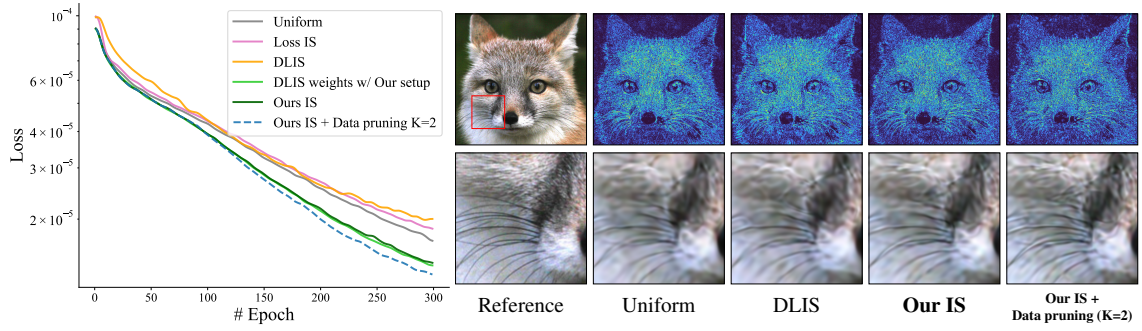 10⁻⁴
6 × 10⁻⁵
4 × 10⁻⁵
3 × 10⁻⁵
2 × 10⁻⁵
Loss
Uniform
Loss IS
DLIS
DLIS weights w/ Our setup
Ours IS
Ours IS + Data pruning K=2
0 50 100 150 200 250 300
# Epoch
Reference Uniform DLIS Our IS
Our IS +
Data pruning (K=2)